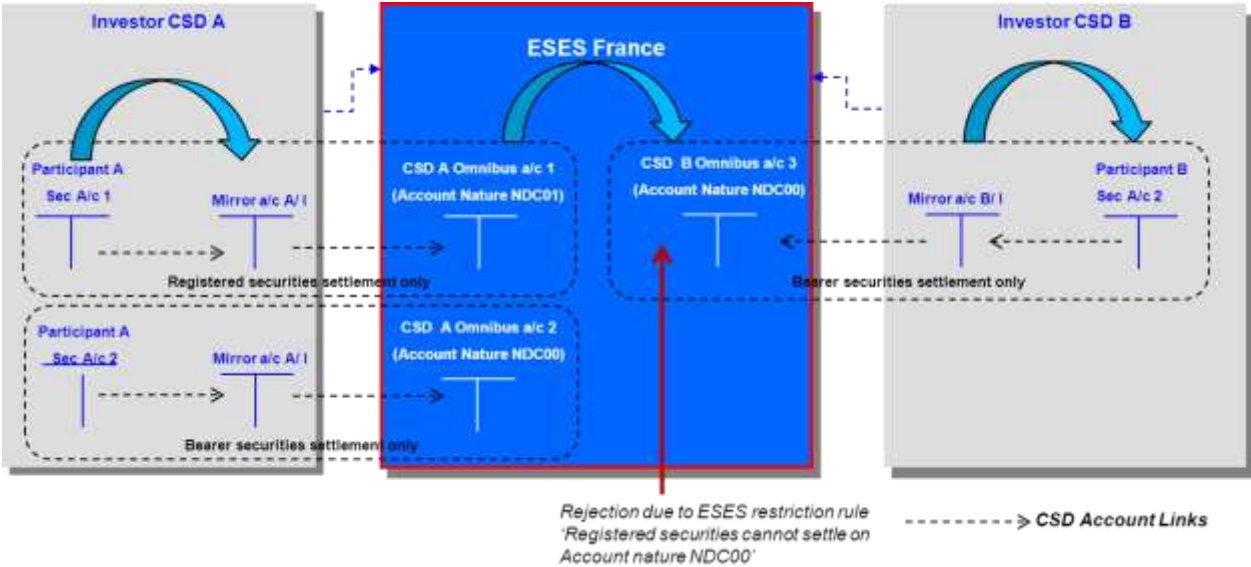 Investor CSD A
ESES France
Investor CSD B
Participant A
Sec A/c 1
Mirror a/c A/ I
CSD A Omnibus a/c 1
(Account Nature NDC01)
CSD B Omnibus a/c 3
(Account Nature NDC00)
Mirror a/c B/ I
Participant B
Sec A/c 2
Registered securities settlement only
Bearer securities settlement only
Participant A
Sec A/c 2
Mirror a/c A/ I
CSD A Omnibus a/c 2
(Account Nature NDC00)
Bearer securities settlement only
Rejection due to ESES restriction rule
‘Registered securities cannot settle on
Account nature NDC00’
CSD Account Links